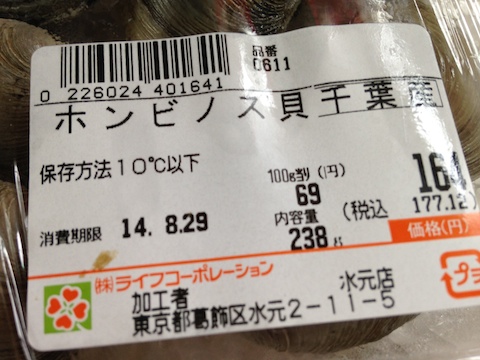 品番
0611
0 226024 401641
ホンビノス貝千葉産
保存方法10℃以下
100g当り (円)
69
164
消費期限 14.8.29
内容量
238
(税込 177.12)
価格(円)
(株)ライフコーポレーション
加工者 水元店
東京都葛飾区水元2-11-5
プラ